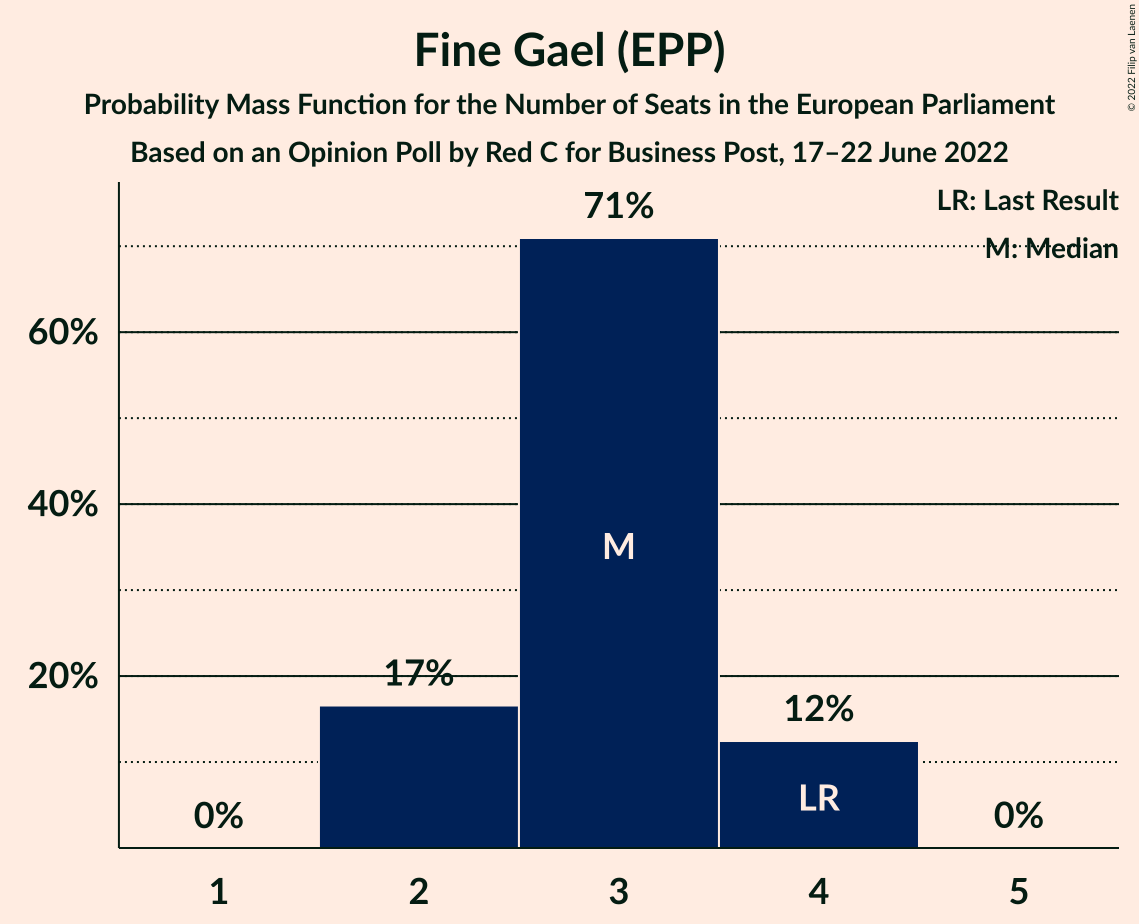 Fine Gael (EPP)
Probability Mass Function for the Number of Seats in the European Parliament
Based on an Opinion Poll by Red C for Business Post, 17–22 June 2022
© 2022 Filip van Laenen
LR: Last Result
M: Median
71%
60%
40%
M
20%
17%
12%
LR
0%
0%
1
2
3
4
5